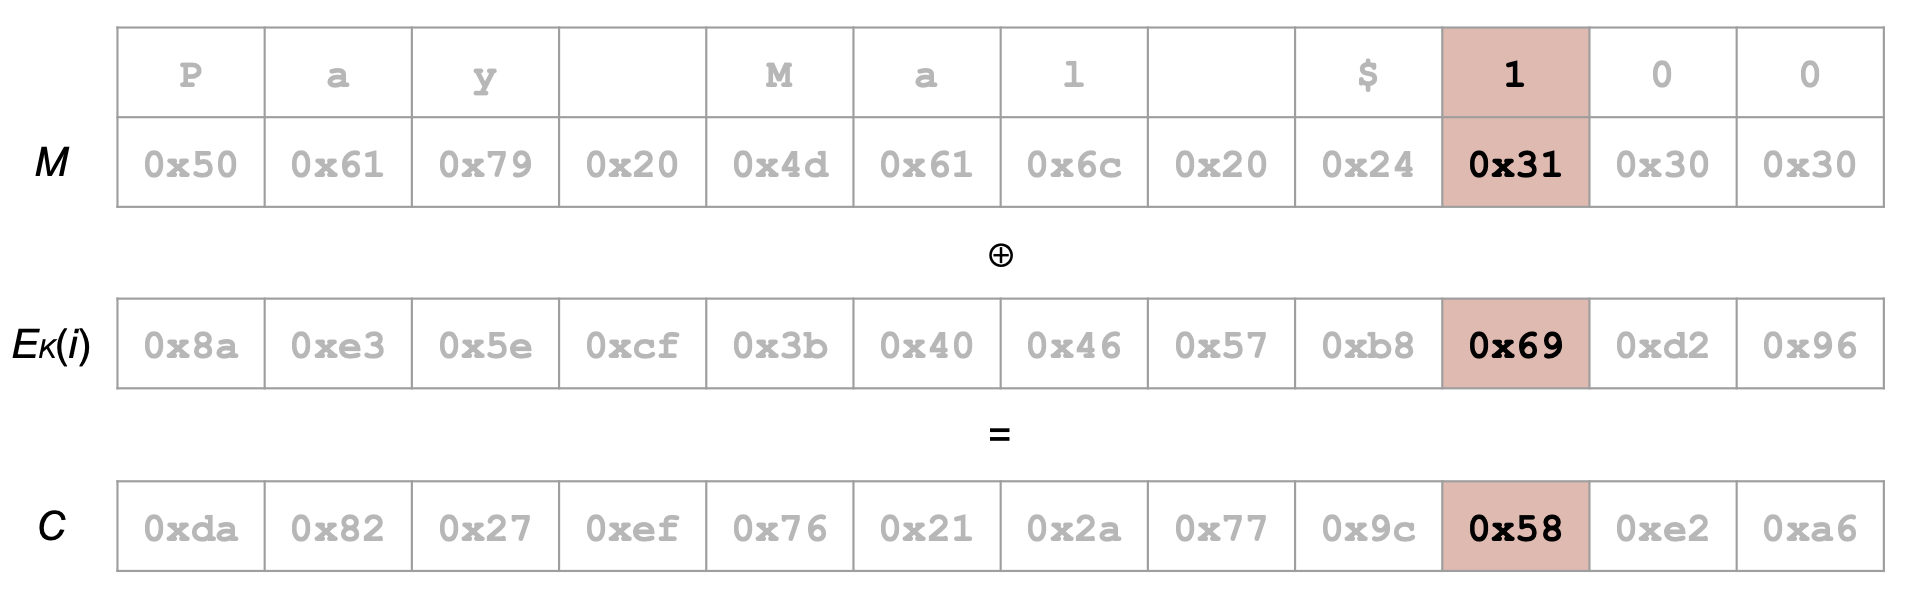 P a y M a l $ 1 0 0
M 0x50 0x61 0x79 0x20 0x4d 0x61 0x6c 0x20 0x24 0x31 0x30 0x30
⊕
EK(i) 0x8a 0xe3 0x5e 0xcf 0x3b 0x40 0x46 0x57 0xb8 0x69 0xd2 0x96
=
C 0xda 0x82 0x27 0xef 0x76 0x21 0x2a 0x77 0x9c 0x58 0xe2 0xa6